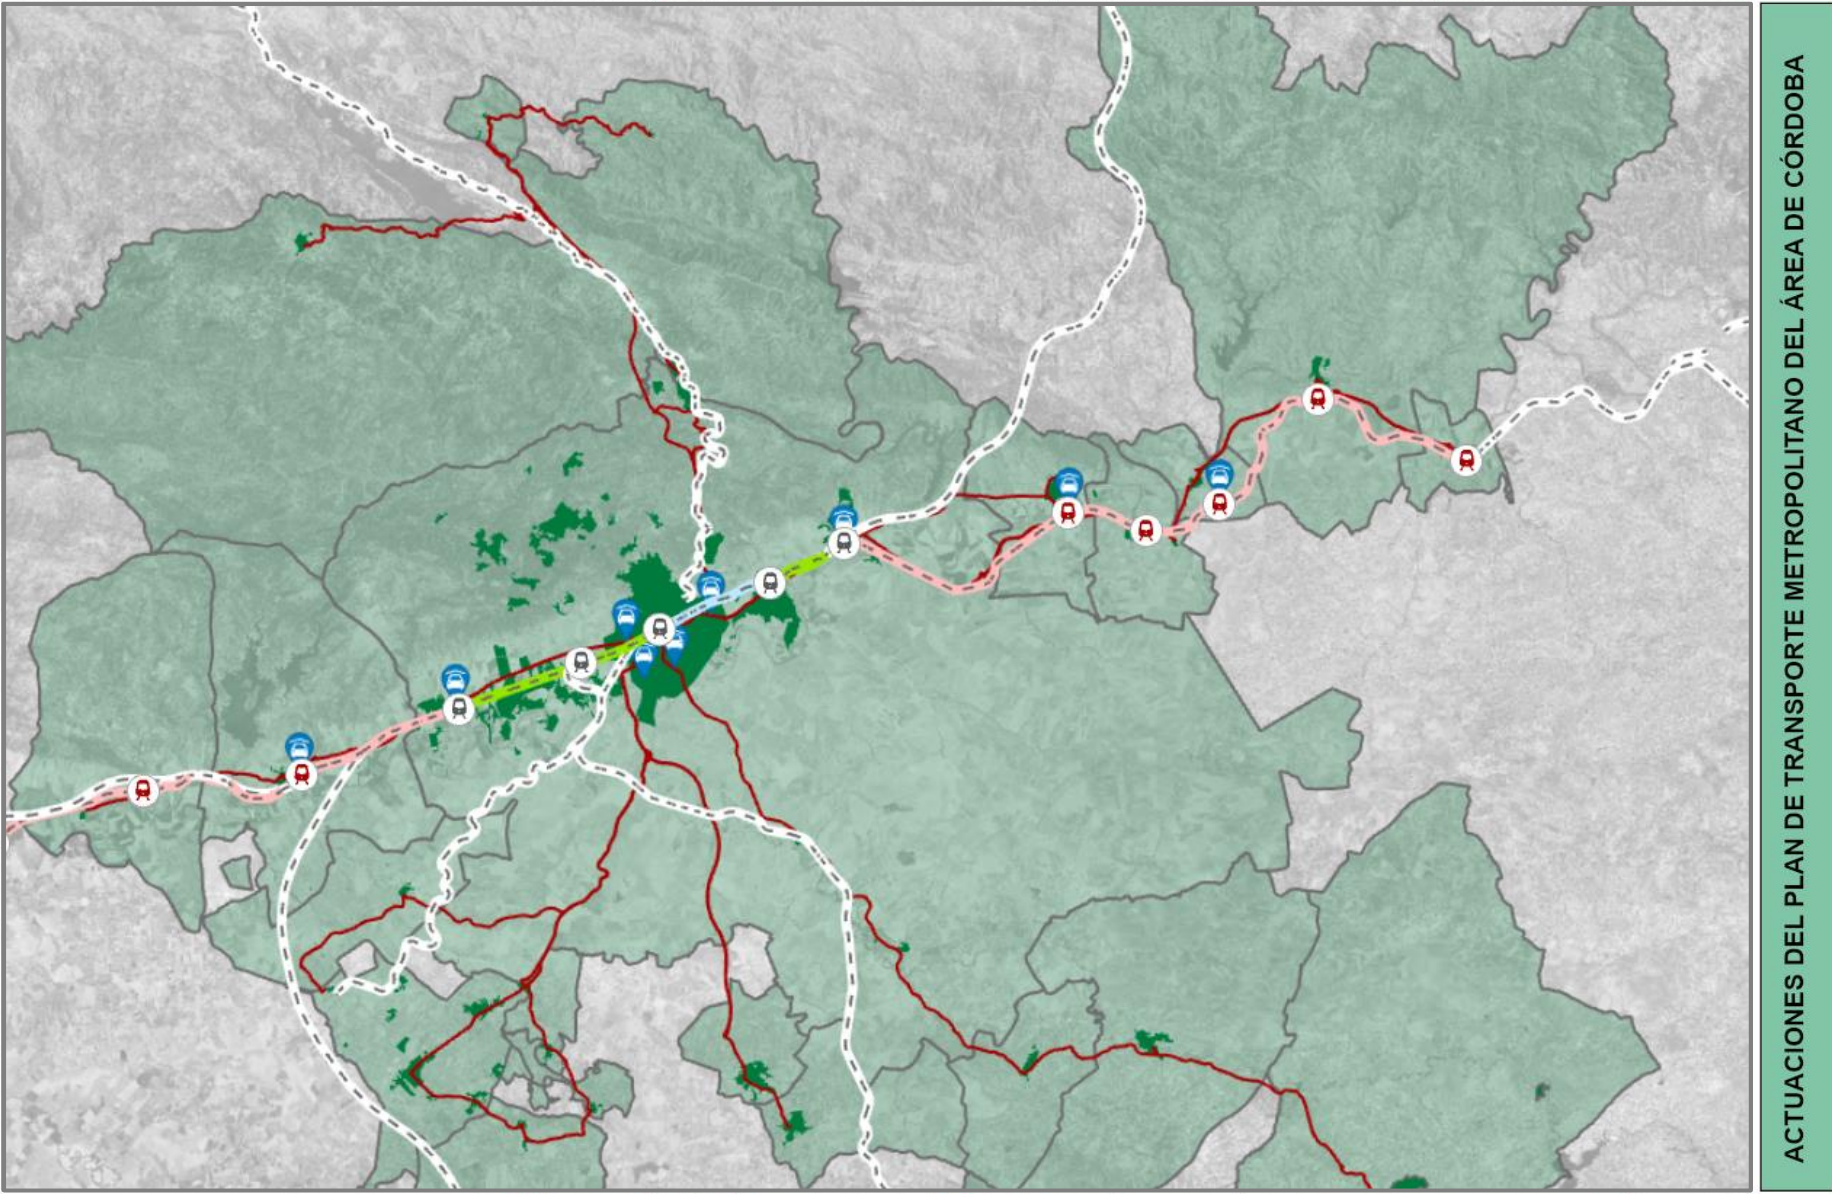 ACTUACIONES DEL PLAN DE TRANSPORTE METROPOLITANO DEL ÁREA DE CÓRDOBA